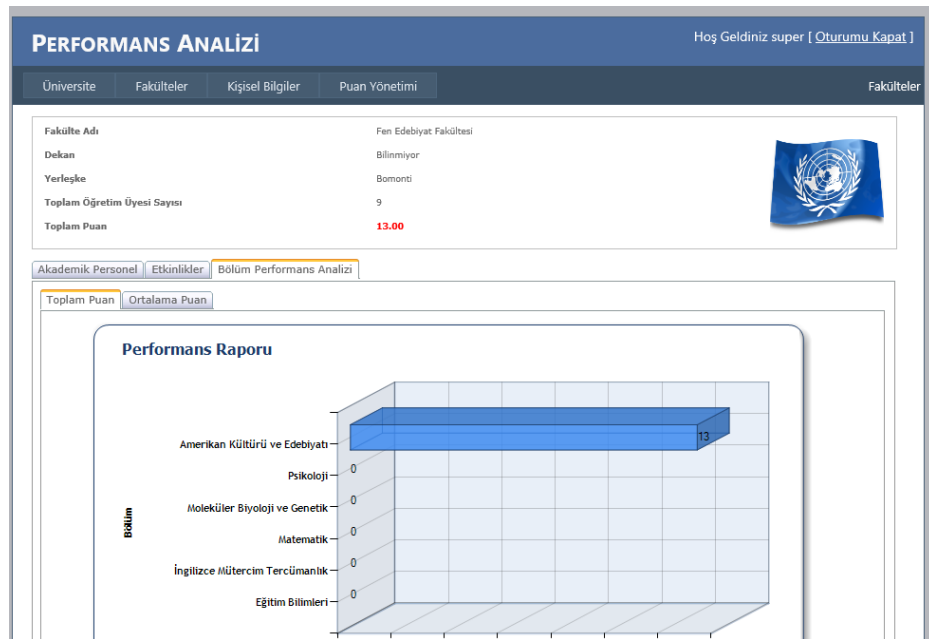 PERFORMANS ANALİZİ
Hoş Geldiniz super [ Oturumu Kapat ]
Üniversite Fakülteler Kişisel Bilgiler Puan Yönetimi
Fakülteler
Fakülte Adı Fen Edebiyat Fakültesi
Dekan Bilinmiyor
Yerleşke Bomonti
Toplam Öğretim Üyesi Sayısı 9
Toplam Puan 13.00
Akademik Personel Etkinlikler Bölüm Performans Analizi
Toplam Puan Ortalama Puan
Performans Raporu
Bölüm
Amerikan Kültürü ve Edebiyatı 13
Psikoloji 0
Moleküler Biyoloji ve Genetik 0
Matematik 0
İngilizce Mütercim Tercümanlık 0
Eğitim Bilimleri 0